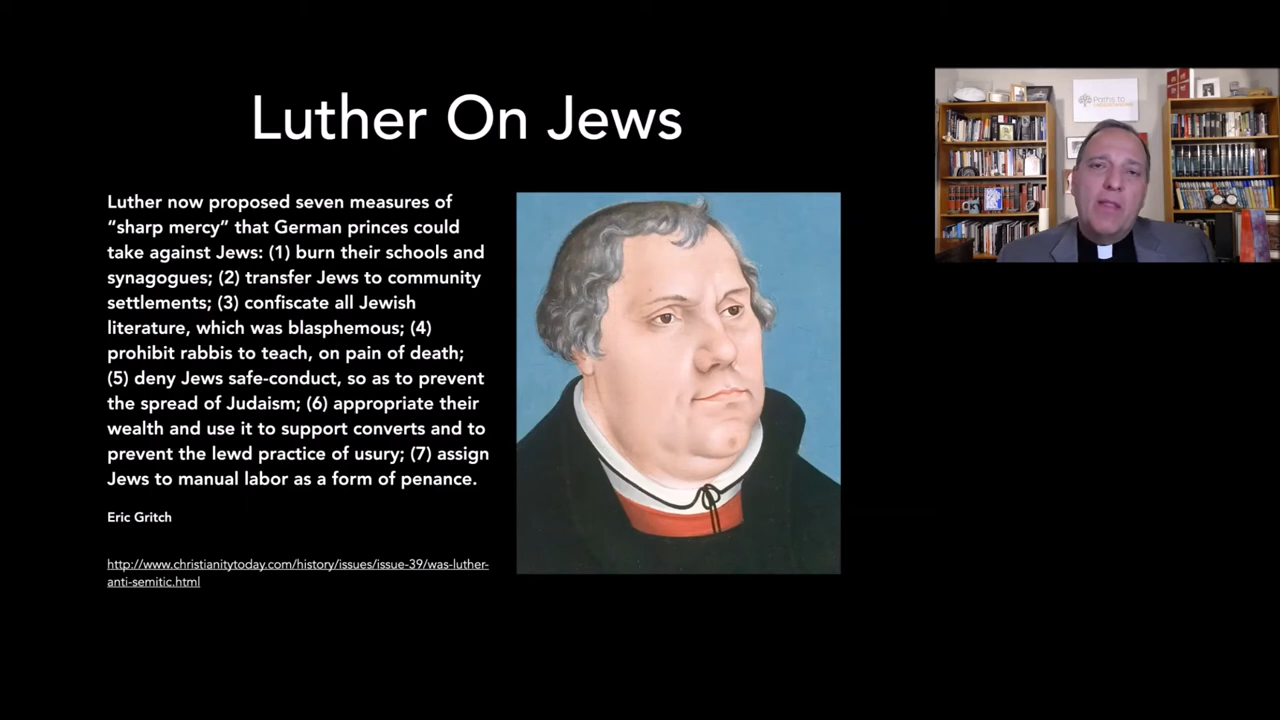 Luther On Jews
Luther now proposed seven measures of
“sharp mercy” that German princes could
take against Jews: (1) burn their schools and
synagogues; (2) transfer Jews to community
settlements; (3) confiscate all Jewish
literature, which was blasphemous; (4)
prohibit rabbis to teach, on pain of death;
(5) deny Jews safe-conduct, so as to prevent
the spread of Judaism; (6) appropriate their
wealth and use it to support converts and to
prevent the lewd practice of usury; (7) assign
Jews to manual labor as a form of penance.
Eric Gritch
http://www.christianitytoday.com/history/issues/issue-39/was-luther-
anti-semitic.html
Paths to